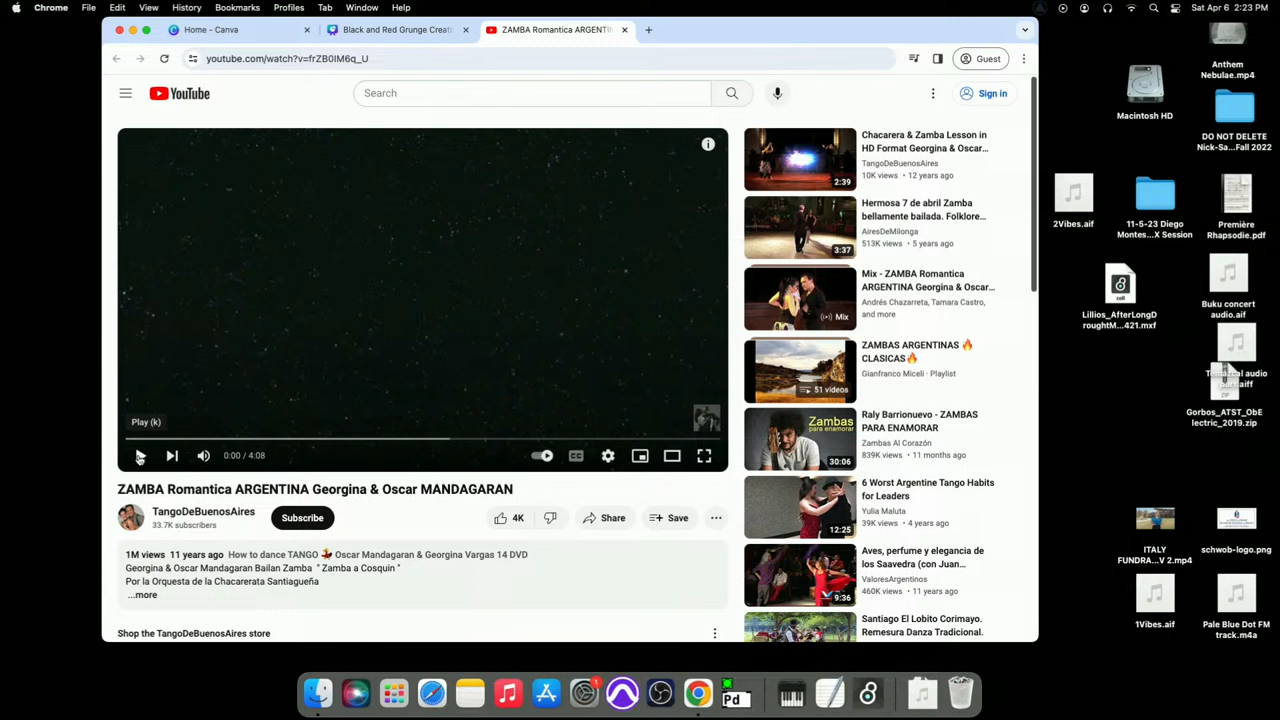 Chrome File Edit View History Bookmarks Profiles Tab Window Help
Sat Apr 6 2:23 PM
Home - Canva
Black and Red Grunge Creati
ZAMBA Romantica ARGENTIN
youtube.com/watch?v=frZB0IM6q_U
Guest
YouTube
Search
Sign in
Play (k)
0:00 / 4:08
CC
ZAMBA Romantica ARGENTINA Georgina & Oscar MANDAGARAN
TangoDeBuenosAires
33.7K subscribers
Subscribe
4K
Share
Save
1M views 11 years ago How to dance TANGO 💃 Oscar Mandagaran & Georgina Vargas 14 DVD
Georgina & Oscar Mandagaran Bailan Zamba " Zamba a Cosquin "
Por la Orquesta de la Chacarerata Santiagueña
...more
Shop the TangoDeBuenosAires store
2:39
Chacarera & Zamba Lesson in
HD Format Georgina & Oscar...
TangoDeBuenosAires
10K views • 12 years ago
3:37
Hermosa 7 de abril Zamba
bellamente bailada. Folklore...
AiresDeMilonga
513K views • 5 years ago
Mix
Mix - ZAMBA Romantica
ARGENTINA Georgina & Oscar...
Andrés Chazarreta, Tamara Castro,
and more
51 videos
ZAMBAS ARGENTINAS 🔥
CLASICAS🔥
Gianfranco Miceli · Playlist
Zambas
para enamorar
30:06
Raly Barrionuevo - ZAMBAS
PARA ENAMORAR
Zambas Al Corazón
839K views • 11 months ago
12:25
6 Worst Argentine Tango Habits
for Leaders
Yulia Maluta
39K views • 4 years ago
9:36
Aves, perfume y elegancia de
los Saavedra (con Juan...
ValoresArgentinos
460K views • 11 years ago
Santiago El Lobito Corimayo.
Remesura Danza Tradicional.
Anthem
Nebulae.mp4
Macintosh HD
DO NOT DELETE
Nick-Sa...Fall 2022
2Vibes.aif
11-5-23 Diego
Montes...X Session
Première
Rhapsodie.pdf
coll
Lillios_AfterLongD
roughtM...421.mxf
Buku concert
audio.aif
ZIP
Gorbos_ATST_ObE
lectric_2019.zip
ITALY
FUNDRA...V 2.mp4
schwob-logo.png
1Vibes.aif
Pale Blue Dot FM
track.m4a
1
Pd